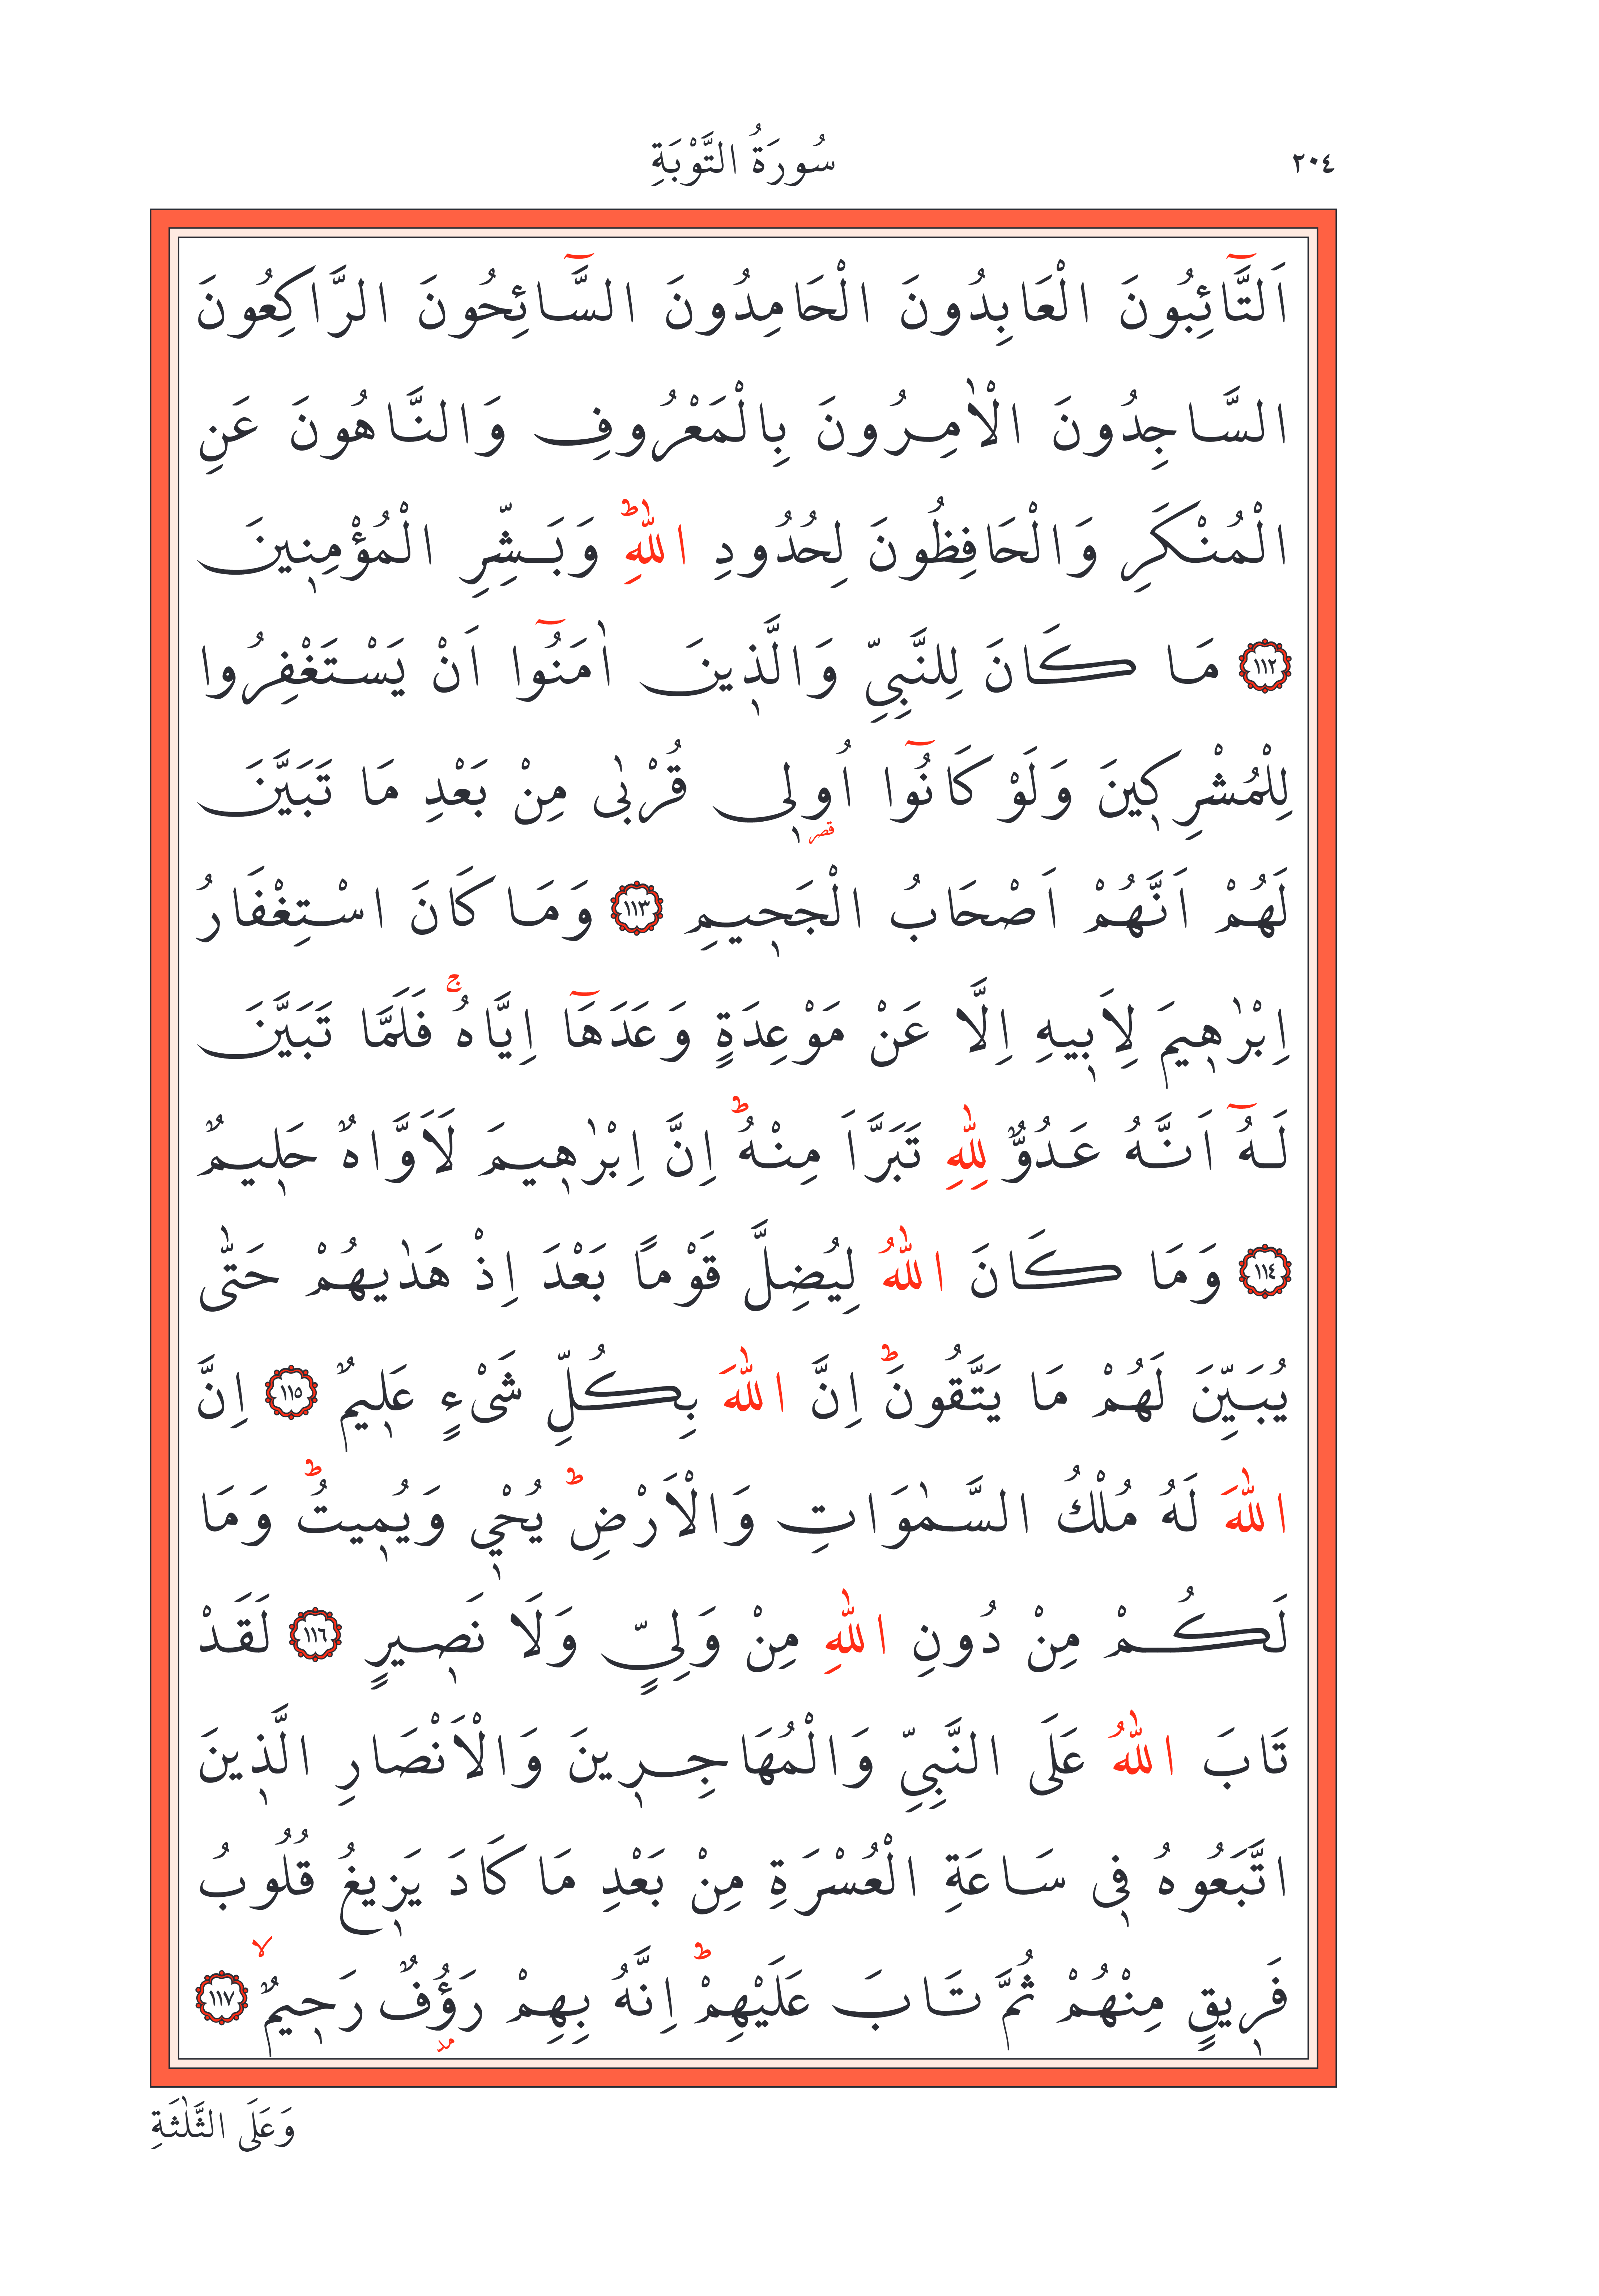 ٢٠٤
سُورَةُ التَّوْبَةِ
اَلتَّٓائِبُونَ الْعَابِدُونَ الْحَامِدُونَ السَّٓائِحُونَ الرَّاكِعُونَ
السَّاجِدُونَ الْاٰمِرُونَ بِالْمَعْرُوفِ وَالنَّاهُونَ عَنِ
الْمُنْكَرِ وَالْحَافِظُونَ لِحُدُودِ اللّٰهِۜ وَبَشِّرِ الْمُؤْمِن۪ينَ
﴿١١٢﴾ مَا كَانَ لِلنَّبِيِّ وَالَّذ۪ينَ اٰمَنُٓوا اَنْ يَسْتَغْفِرُوا
لِلْمُشْرِك۪ينَ وَلَوْ كَانُٓوا اُو۬ل۪ي قُرْبٰى مِنْ بَعْدِ مَا تَبَيَّنَ
قصر
لَهُمْ اَنَّهُمْ اَصْحَابُ الْجَح۪يمِ ﴿١١٣﴾ وَمَا كَانَ اسْتِغْفَارُ
اِبْرٰه۪يمَ لِاَب۪يهِ اِلَّا عَنْ مَوْعِدَةٍ وَعَدَهَٓا اِيَّاهُۚ فَلَمَّا تَبَيَّنَ
لَهُٓ اَنَّهُ عَدُوٌّ لِلّٰهِ تَبَرَّاَ مِنْهُۜ اِنَّ اِبْرٰه۪يمَ لَاَوَّاهٌ حَل۪يمٌ
﴿١١٤﴾ وَمَا كَانَ اللّٰهُ لِيُضِلَّ قَوْمًا بَعْدَ اِذْ هَدٰيهُمْ حَتّٰى
يُبَيِّنَ لَهُمْ مَا يَتَّقُونَۜ اِنَّ اللّٰهَ بِكُلِّ شَيْءٍ عَل۪يمٌ ﴿١١٥﴾ اِنَّ
اللّٰهَ لَهُ مُلْكُ السَّمٰوَاتِ وَالْاَرْضِۜ يُحْي۪ي وَيُم۪يتُۜ وَمَا
لَكُمْ مِنْ دُونِ اللّٰهِ مِنْ وَلِيٍّ وَلَا نَص۪يرٍ ﴿١١٦﴾ لَقَدْ
تَابَ اللّٰهُ عَلَى النَّبِيِّ وَالْمُهَاجِر۪ينَ وَالْاَنْصَارِ الَّذ۪ينَ
اتَّبَعُوهُ ف۪ي سَاعَةِ الْعُسْرَةِ مِنْ بَعْدِ مَا كَادَ يَز۪يغُ قُلُوبُ
فَر۪يقٍ مِنْهُمْ ثُمَّ تَابَ عَلَيْهِمْۜ اِنَّهُ بِهِمْ رَؤُ۫فٌ رَح۪يمٌۙ ﴿١١٧﴾
مد
وَعَلَى الثَّلٰثَةِ